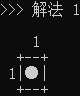 >>> 解法 1
1
+--+
1|●|
+--+